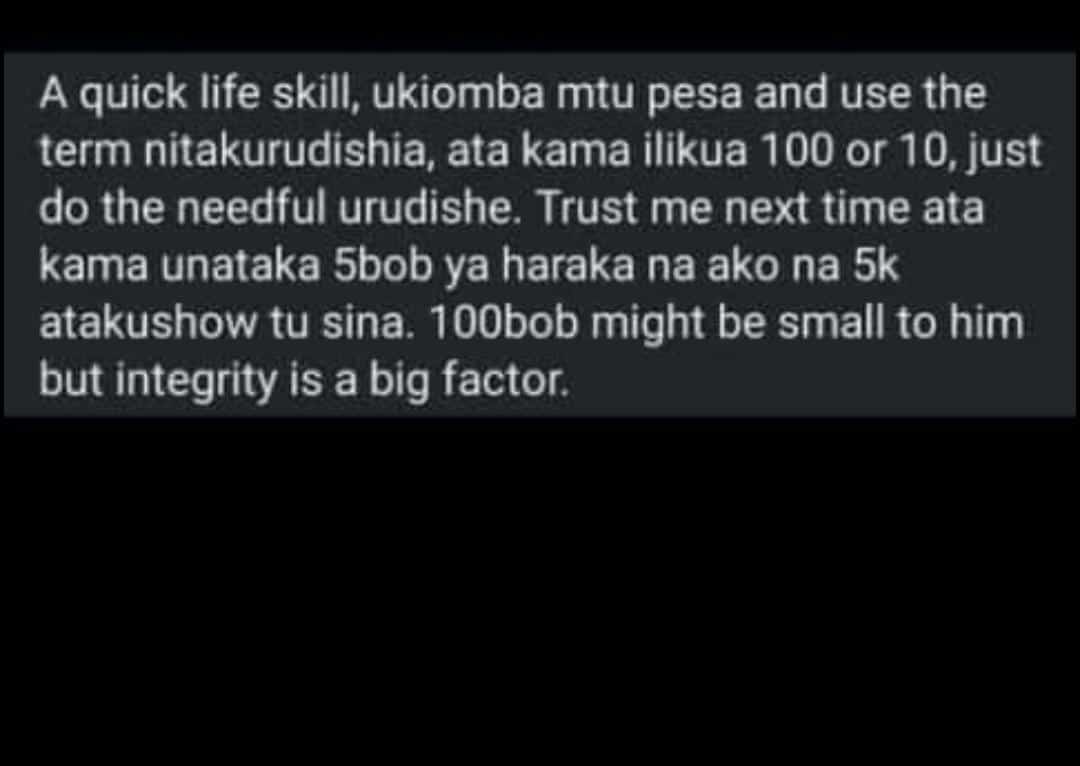 A quick life skill, ukiomba mtu pesa and use the
term nitakurudishia, ata kama ilikua 100 or 10, just
do the needful urudishe. Trust me next time ata
kama unataka 5bob ya haraka na ako na 5k
atakushow tu sina. 100bob might be small to him
but integrity is a big factor.